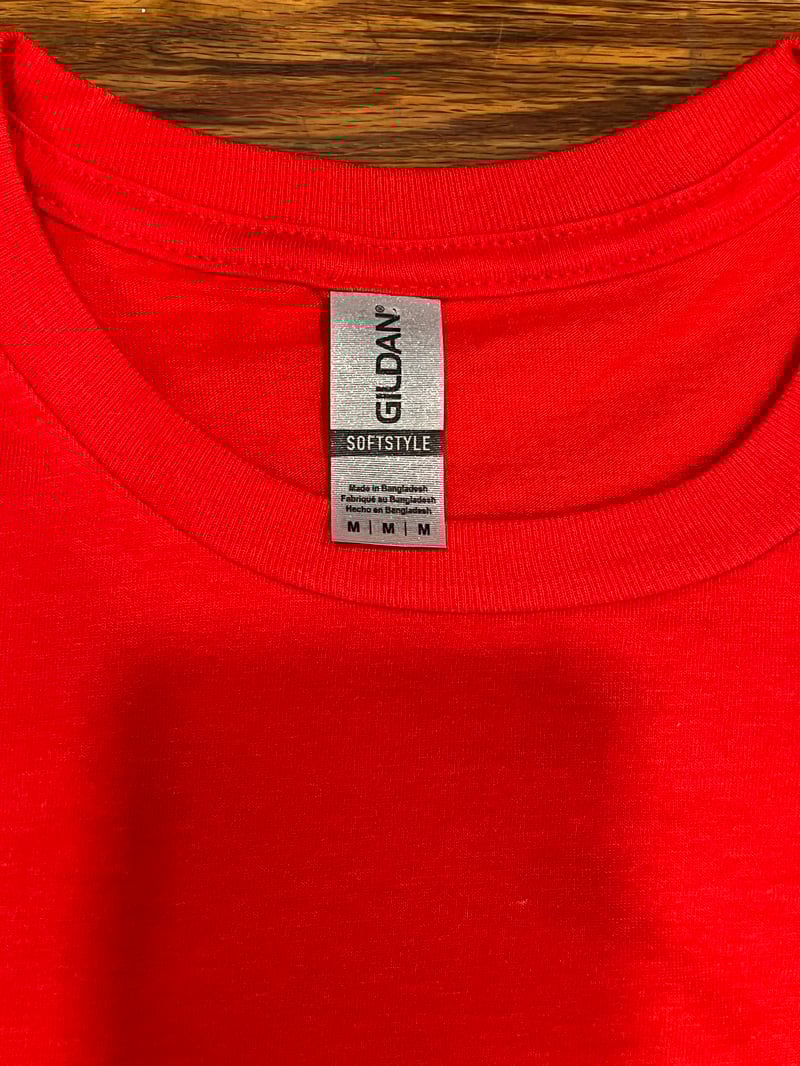 GILDAN®
SOFTSTYLE
Made in Bangladesh
Fabriqué au Bangladesh
Hecho en Bangladesh
M | M | M